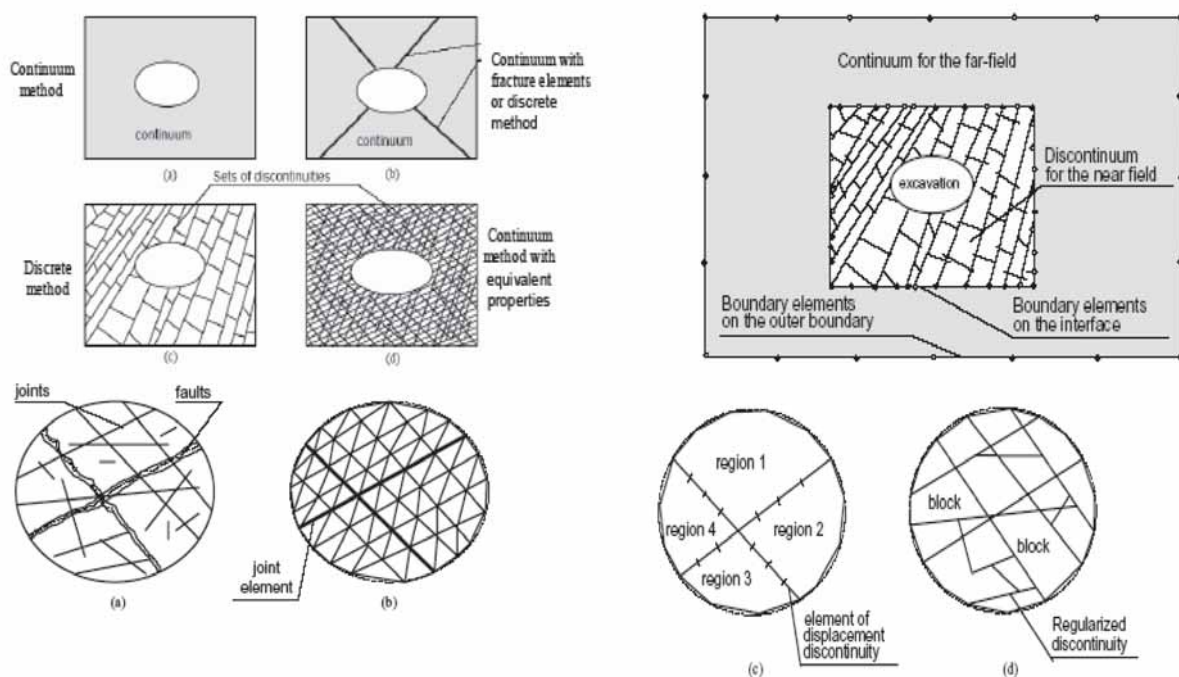 Continuum
method
continuum
(a)
continuum
(b)
Continuum with
fracture elements
or discrete
method
Sets of discontinuities
Discrete
method
(c)
(d)
Continuum
method with
equivalent
properties
Continuum for the far-field
excavation
Discontinuum
for the near field
Boundary elements
on the outer boundary
Boundary elements
on the interface
joints
faults
(a)
joint
element
(b)
region 1
region 4
region 2
region 3
element of
displacement
discontinuity
(c)
block
block
Regularized
discontinuity
(d)